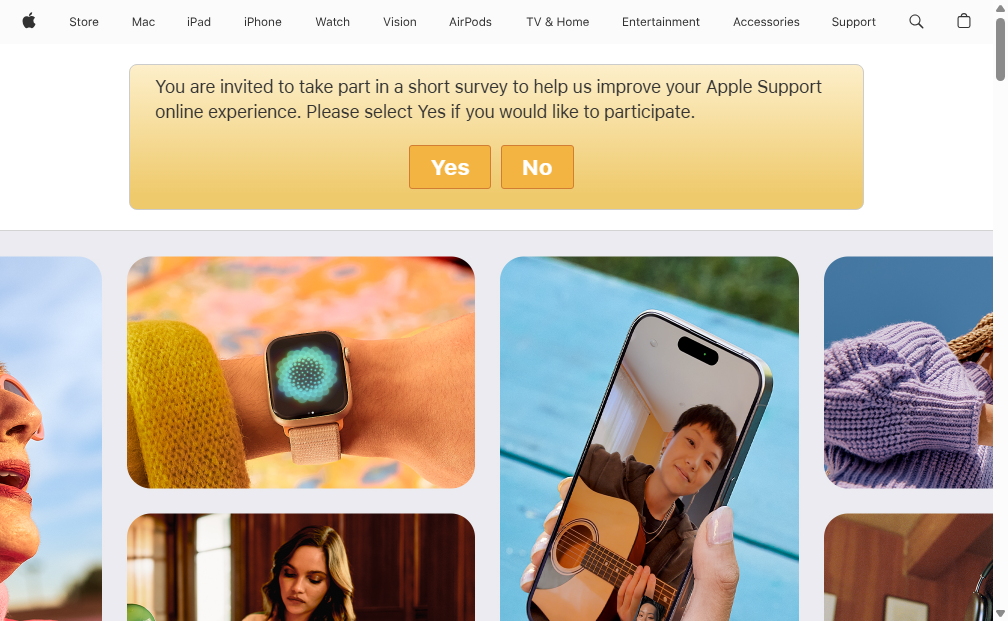 Store Mac iPad iPhone Watch Vision AirPods TV & Home Entertainment Accessories Support
You are invited to take part in a short survey to help us improve your Apple Support
online experience. Please select Yes if you would like to participate.
Yes No